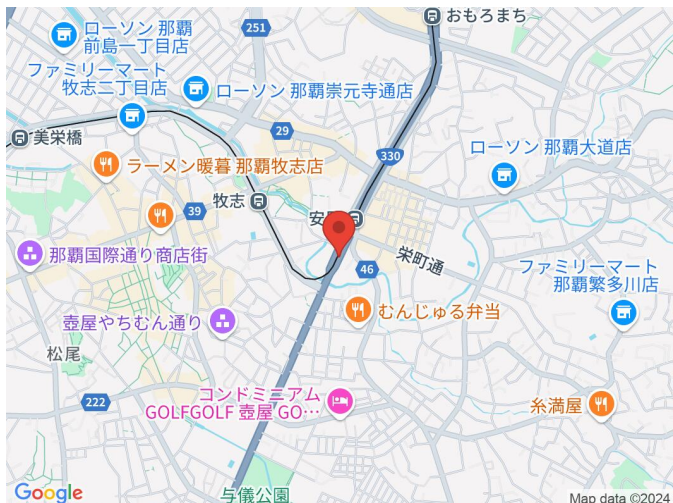 おもろまち
ローソン 那覇
前島一丁目店
251
ファミリーマート
牧志二丁目店
ローソン 那覇崇元寺通店
美栄橋
29
330
ローソン 那覇大道店
ラーメン暖暮 那覇牧志店
牧志
39
安
栄町通
那覇国際通り商店街
46
ファミリーマート
那覇繁多川店
むんじゅる弁当
壺屋やちむん通り
松尾
222
コンドミニアム
GOLFGOLF 壺屋 GO…
糸満屋
与儀公園
Google
Map data ©2024